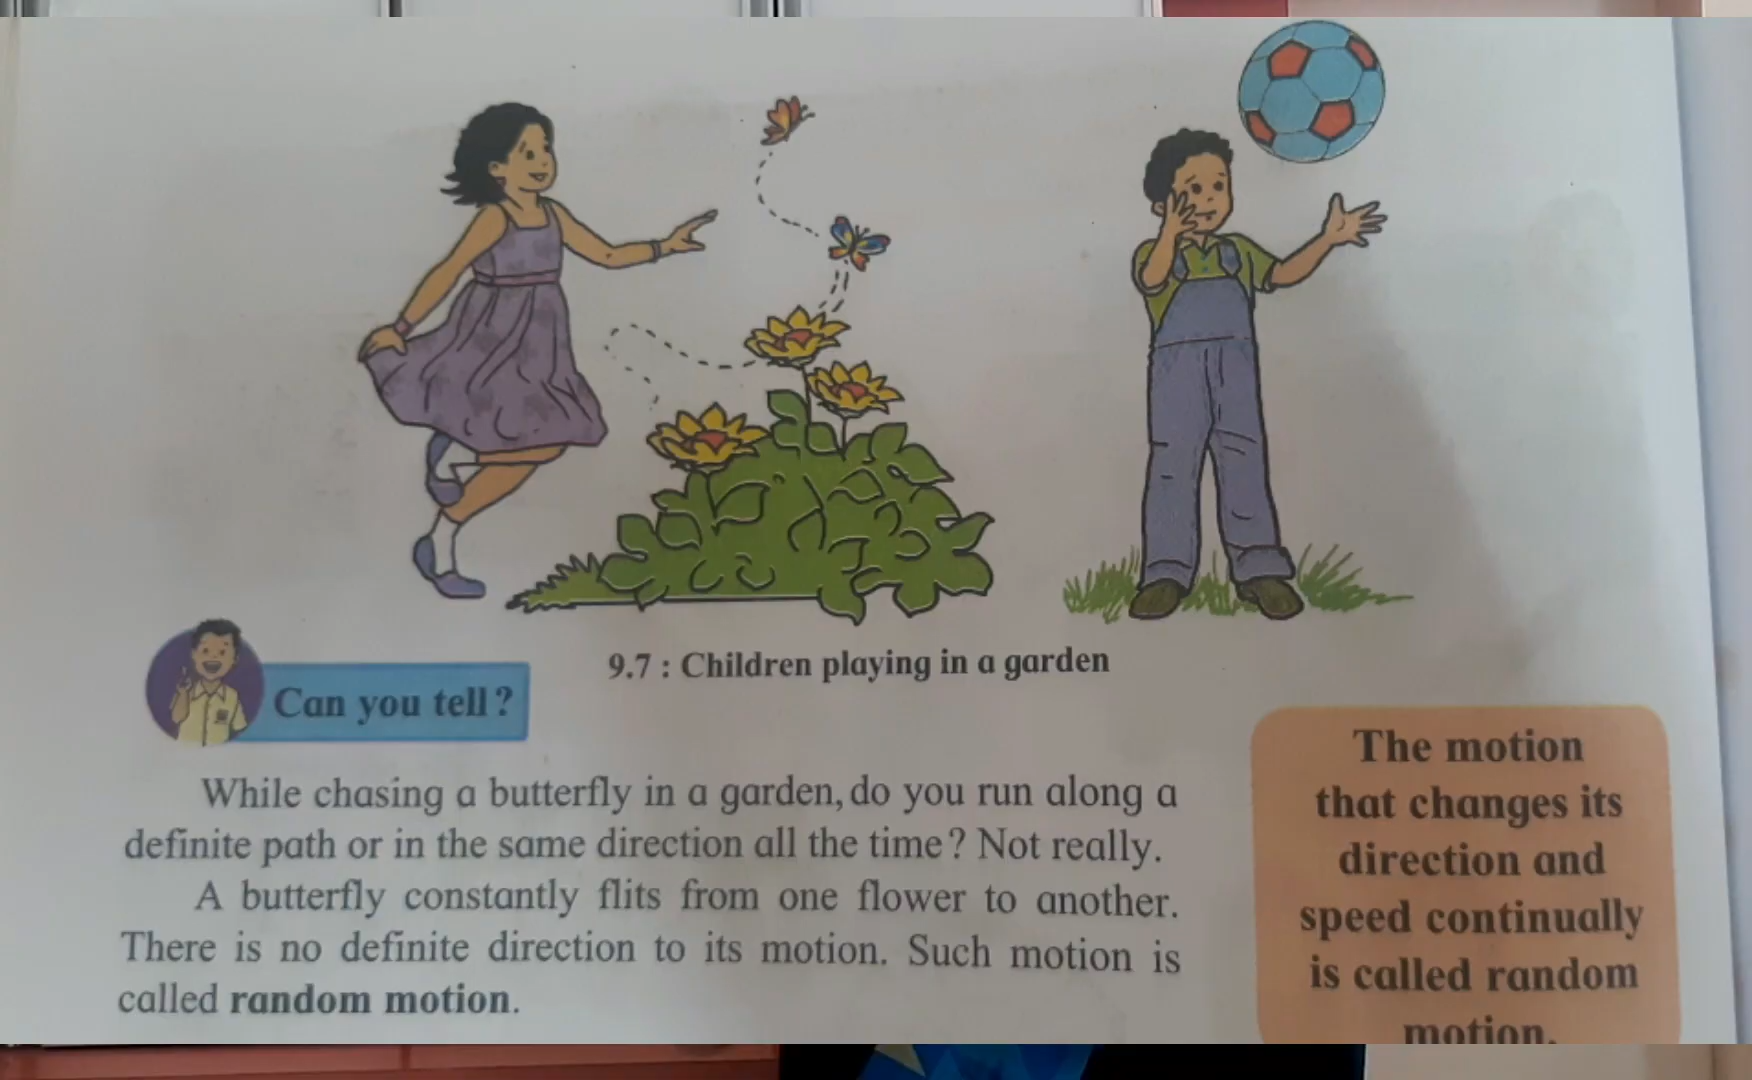 9.7 : Children playing in a garden
Can you tell?
While chasing a butterfly in a garden, do you run along a
definite path or in the same direction all the time? Not really.
A butterfly constantly flits from one flower to another.
There is no definite direction to its motion. Such motion is
called random motion.
The motion
that changes its
direction and
speed continually
is called random
motion.